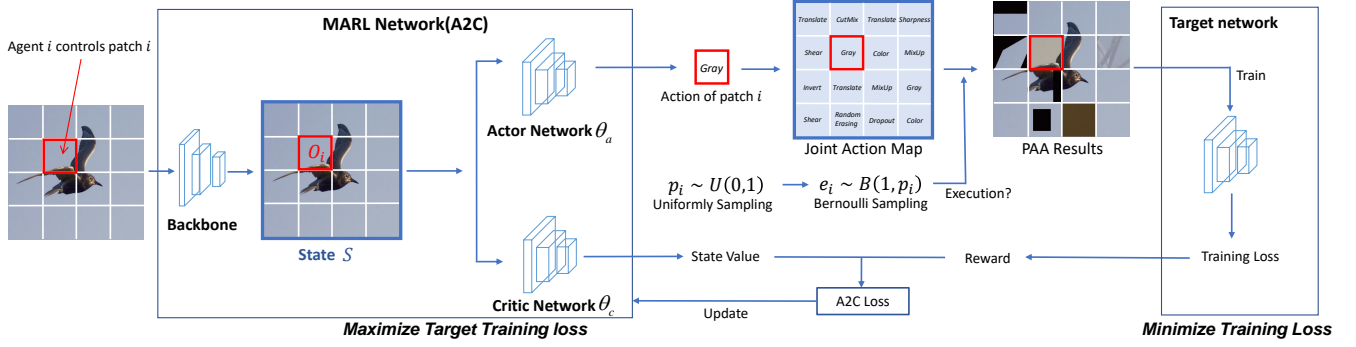 MARL Network(A2C)
Agent i controls patch i
Backbone
O_i
State S
Actor Network θ_a
Critic Network θ_c
Maximize Target Training loss
Gray
Action of patch i
Translate CutMix Translate Sharpness
Shear Gray Color MixUp
Invert Translate MixUp Gray
Shear Random Erasing Dropout Color
Joint Action Map
p_i ~ U(0,1)
Uniformly Sampling
e_i ~ B(1, p_i)
Bernoulli Sampling
Execution?
PAA Results
State Value
Reward
A2C Loss
Update
Target network
Train
Training Loss
Minimize Training Loss